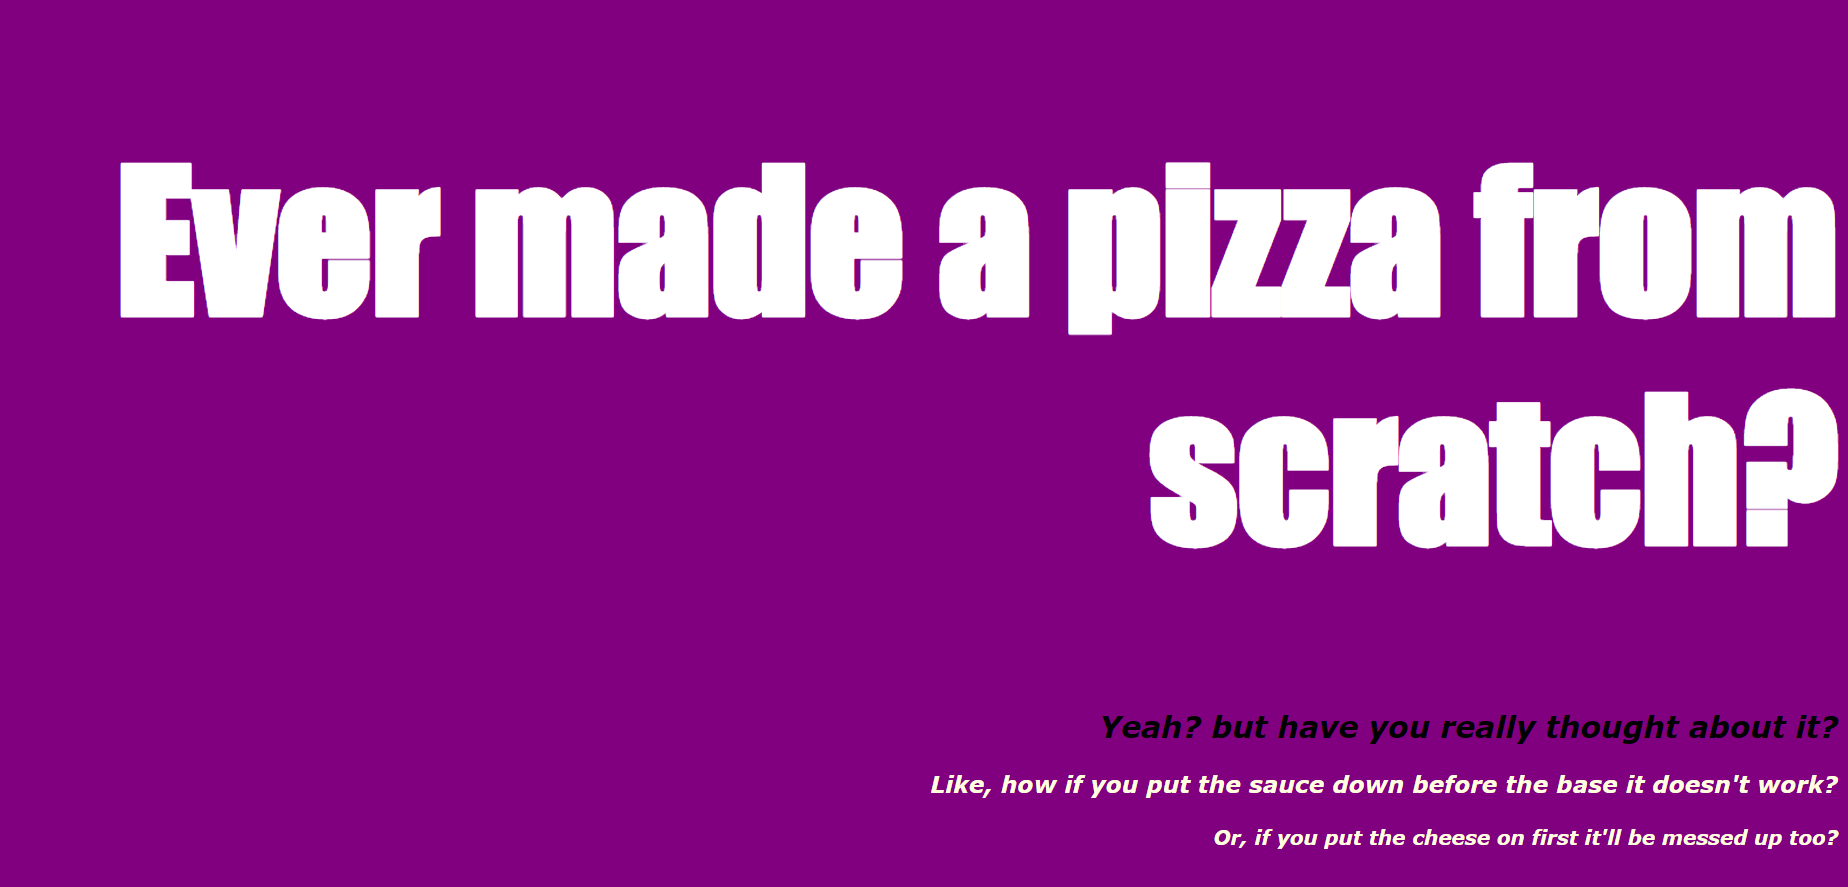 Ever made a pizza from
scratch?
Yeah? but have you really thought about it?
Like, how if you put the sauce down before the base it doesn't work?
Or, if you put the cheese on first it'll be messed up too?